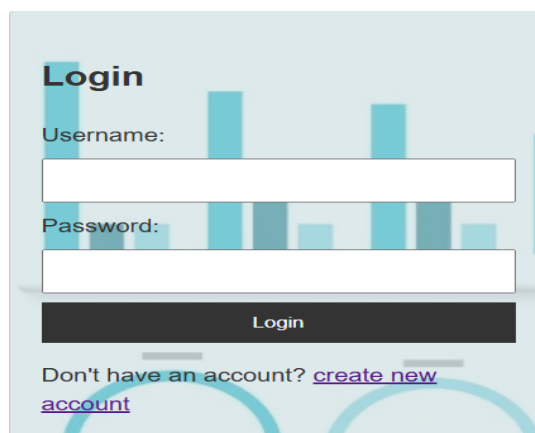 Login
Username:
Password:
Login
Don't have an account? create new
account